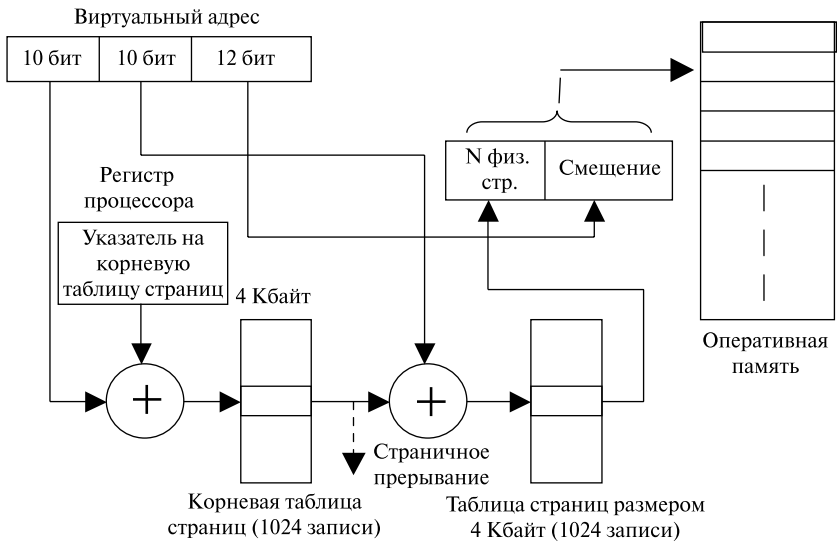 Виртуальный адрес
10 бит
10 бит
12 бит
N физ.
стр.
Смещение
Регистр
процессора
Указатель на
корневую
таблицу страниц
4 Кбайт
Оперативная
память
+
+
Страничное
прерывание
Корневая таблица
страниц (1024 записи)
Таблица страниц размером
4 Кбайт (1024 записи)